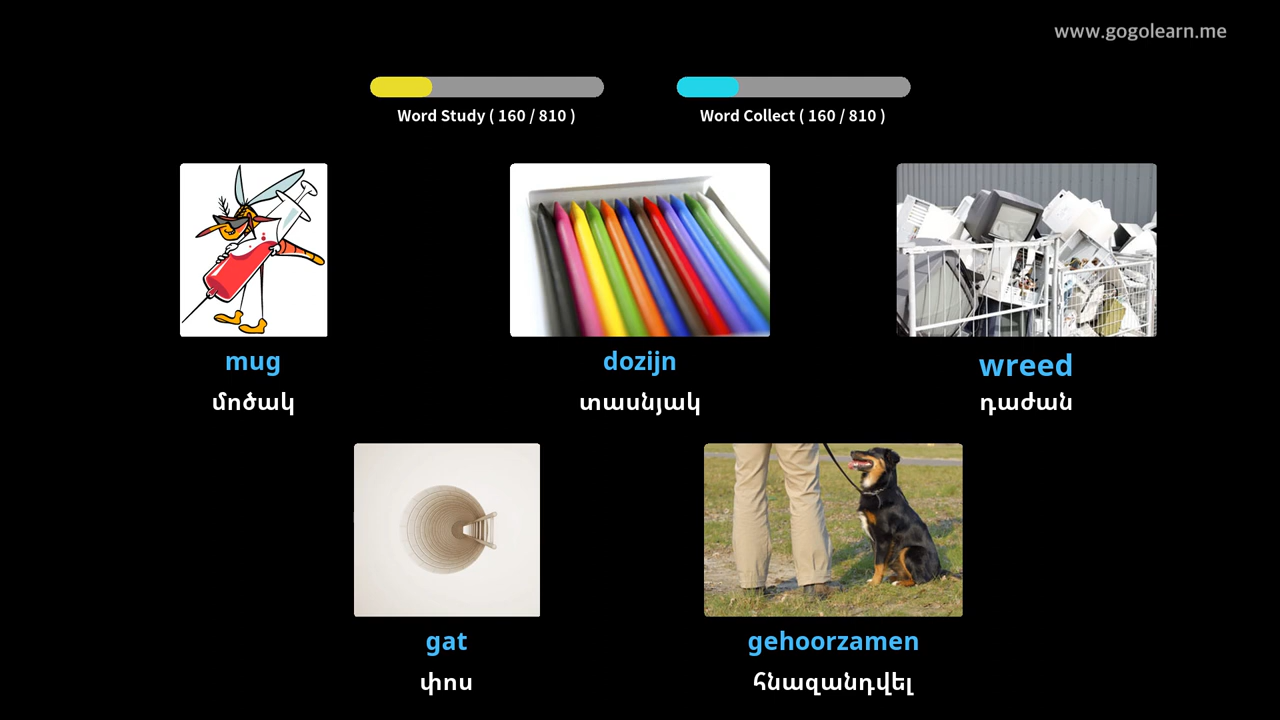 www.gogolearn.me
Word Study ( 160 / 810 )
Word Collect ( 160 / 810 )
mug
մոծակ
dozijn
տասնյակ
wreed
դաժան
gat
փոս
gehoorzamen
հնազանդվել